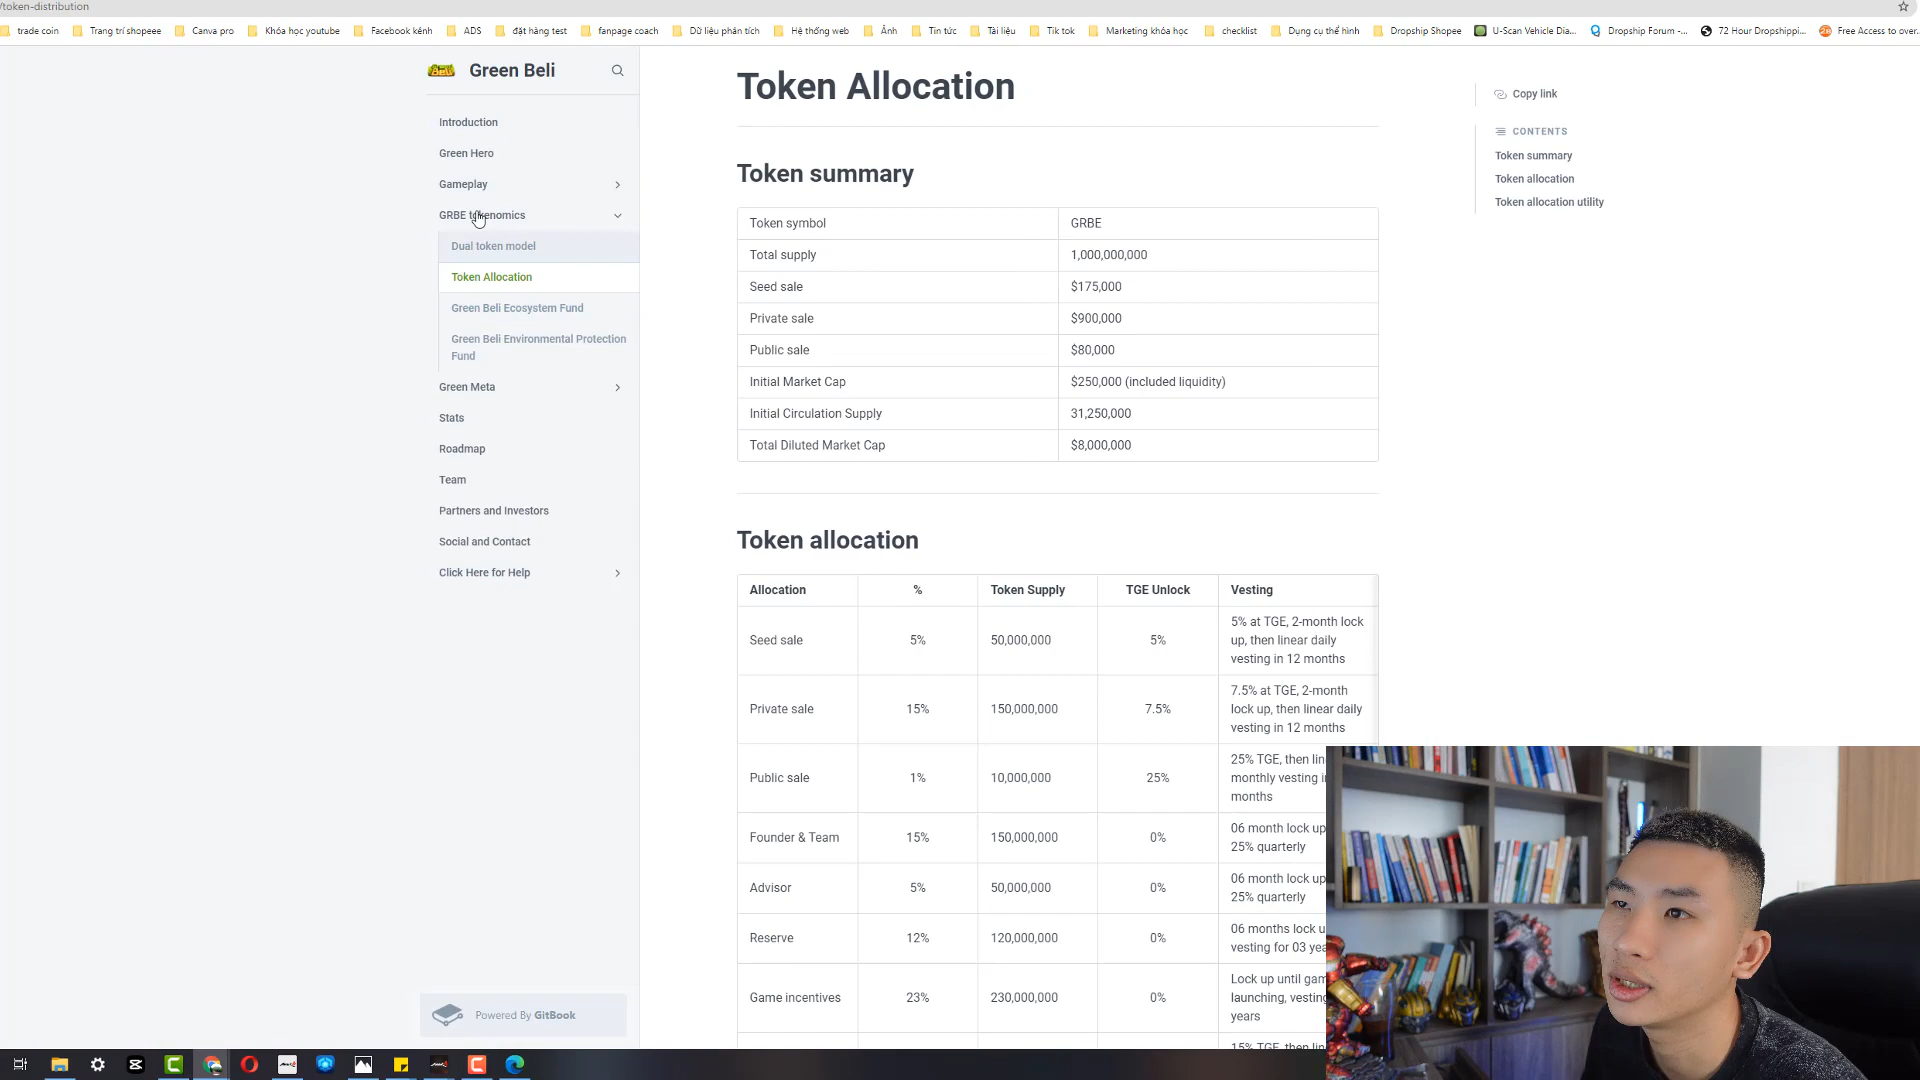 /token-distribution
trade coin
Trang trí shopeee
Canva pro
Khóa học youtube
Facebook kênh
ADS
đặt hàng test
fanpage coach
Dữ liệu phân tích
Hệ thống web
Ảnh
Tin tức
Tài liệu
Tik tok
Marketing khóa học
checklist
Dụng cụ thể hình
Dropship Shopee
U-Scan Vehicle Dia...
Dropship Forum -...
72 Hour Dropshippi...
Free Access to over...
Green Beli
Introduction
Green Hero
Gameplay
GRBE tokenomics
Dual token model
Token Allocation
Green Beli Ecosystem Fund
Green Beli Environmental Protection
Fund
Green Meta
Stats
Roadmap
Team
Partners and Investors
Social and Contact
Click Here for Help
Powered By GitBook
Token Allocation
Token summary
Token symbol GRBE
Total supply 1,000,000,000
Seed sale $175,000
Private sale $900,000
Public sale $80,000
Initial Market Cap $250,000 (included liquidity)
Initial Circulation Supply 31,250,000
Total Diluted Market Cap $8,000,000
Token allocation
Allocation % Token Supply TGE Unlock Vesting
Seed sale 5% 50,000,000 5% 5% at TGE, 2-month lock
up, then linear daily
vesting in 12 months
Private sale 15% 150,000,000 7.5% 7.5% at TGE, 2-month
lock up, then linear daily
vesting in 12 months
Public sale 1% 10,000,000 25% 25% TGE, then lin
monthly vesting i
months
Founder & Team 15% 150,000,000 0% 06 month lock up
25% quarterly
Advisor 5% 50,000,000 0% 06 month lock up
25% quarterly
Reserve 12% 120,000,000 0% 06 months lock u
vesting for 03 yea
Game incentives 23% 230,000,000 0% Lock up until gam
launching, vesting
years
15% TGE, then lin
Copy link
CONTENTS
Token summary
Token allocation
Token allocation utility